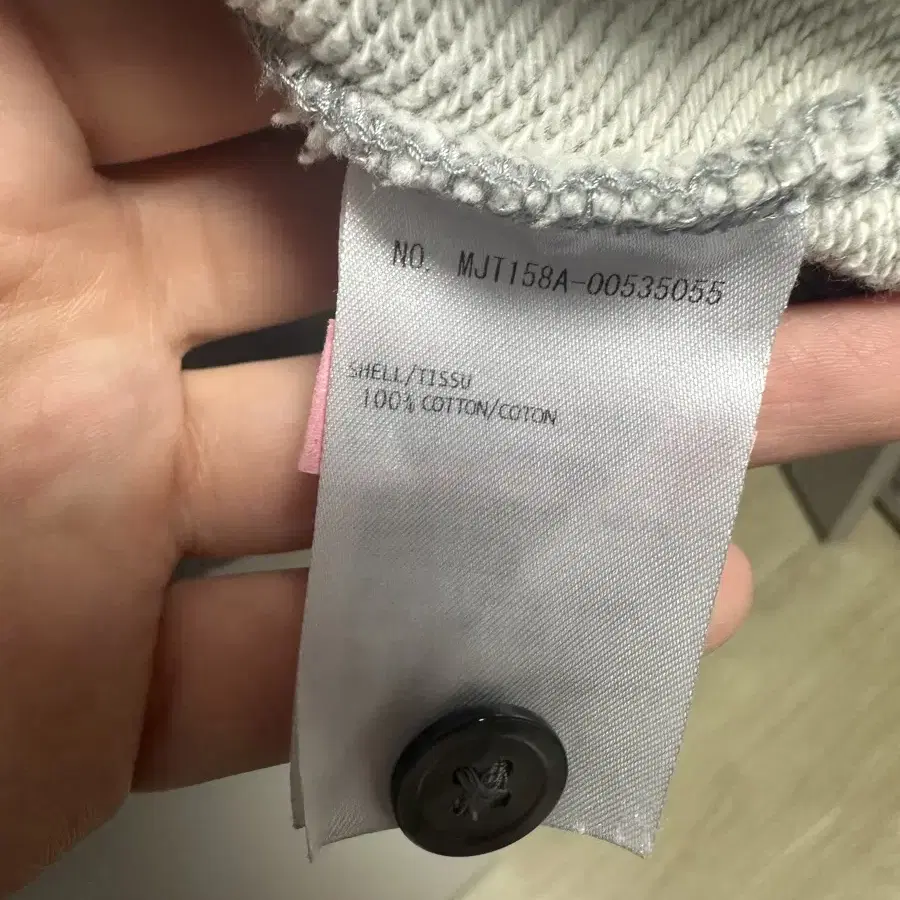 NO. MJT158A-00535055
SHELL/TISSU
100% COTTON/COTON